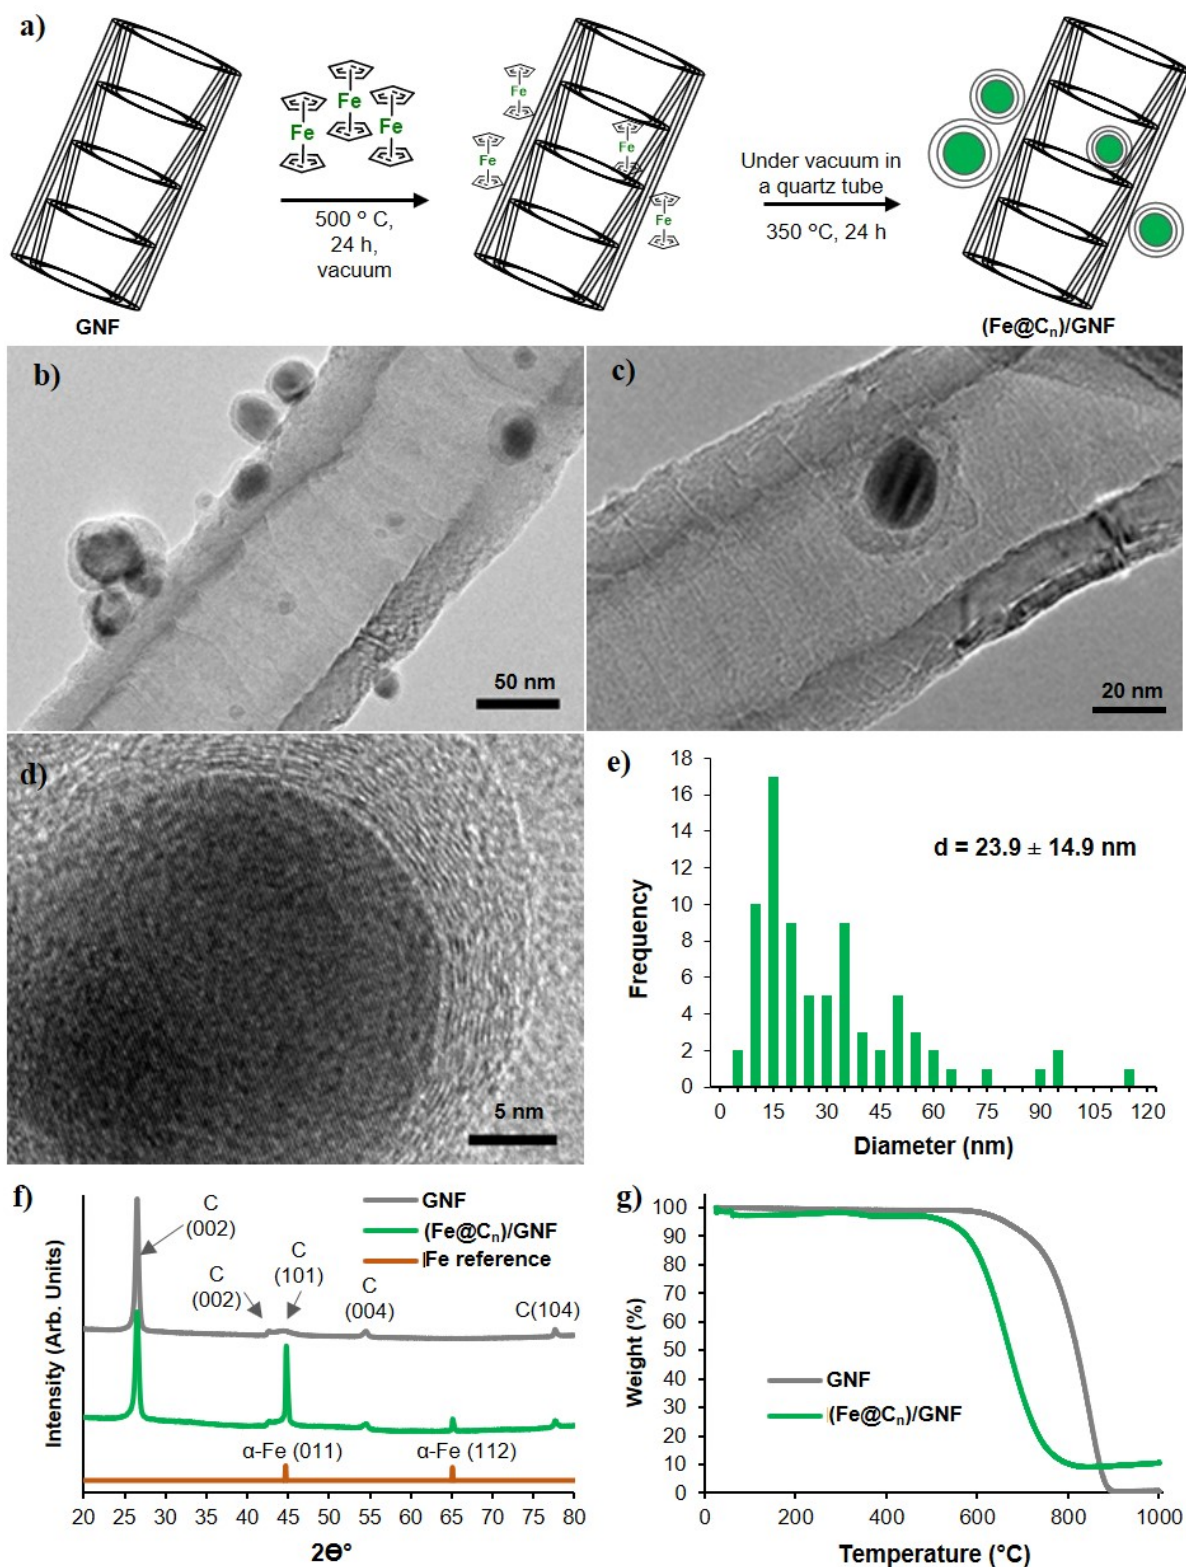 a)
Fe
Fe
Fe
Fe
Fe
Fe
Fe
500 ° C,
24 h,
vacuum
Under vacuum in
a quartz tube
350 °C, 24 h
GNF
(Fe@Cn)/GNF
b)
50 nm
c)
20 nm
d)
5 nm
e)
18
16
14
12
10
8
6
4
2
0
Frequency
d = 23.9 ± 14.9 nm
0 15 30 45 60 75 90 105 120
Diameter (nm)
f)
Intensity (Arb. Units)
C
(002)
GNF
(Fe@Cn)/GNF
Fe reference
C
(002)
C
(101)
C
(004)
C(104)
α-Fe (011)
α-Fe (112)
20 25 30 35 40 45 50 55 60 65 70 75 80
2Θ°
g)
100
90
80
70
60
50
40
30
20
10
0
Weight (%)
GNF
(Fe@Cn)/GNF
0 200 400 600 800 1000
Temperature (°C)